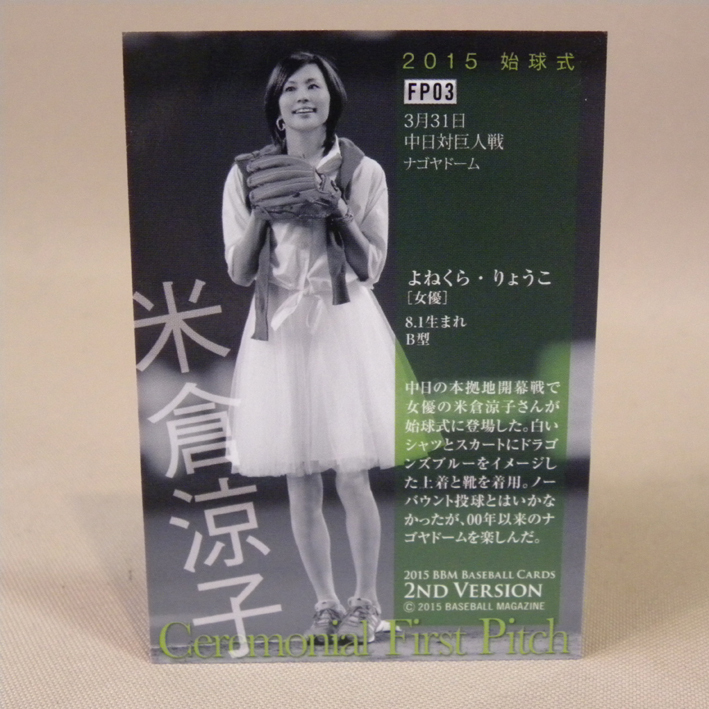 2015 始球式
FP03
3月31日
中日対巨人戦
ナゴヤドーム
よねくら・りょうこ
[女優]
8.1生まれ
B型
中日の本拠地開幕戦で
女優の米倉涼子さんが
始球式に登場した。白い
シャツとスカートにドラゴ
ンズブルーをイメージし
た上着と靴を着用。ノー
バウント投球とはいかな
かったが、00年以来のナ
ゴヤドームを楽しんだ。
2015 BBM BASEBALL CARDS
2ND VERSION
© 2015 BASEBALL MAGAZINE
米倉涼子
Ceremonial First Pitch